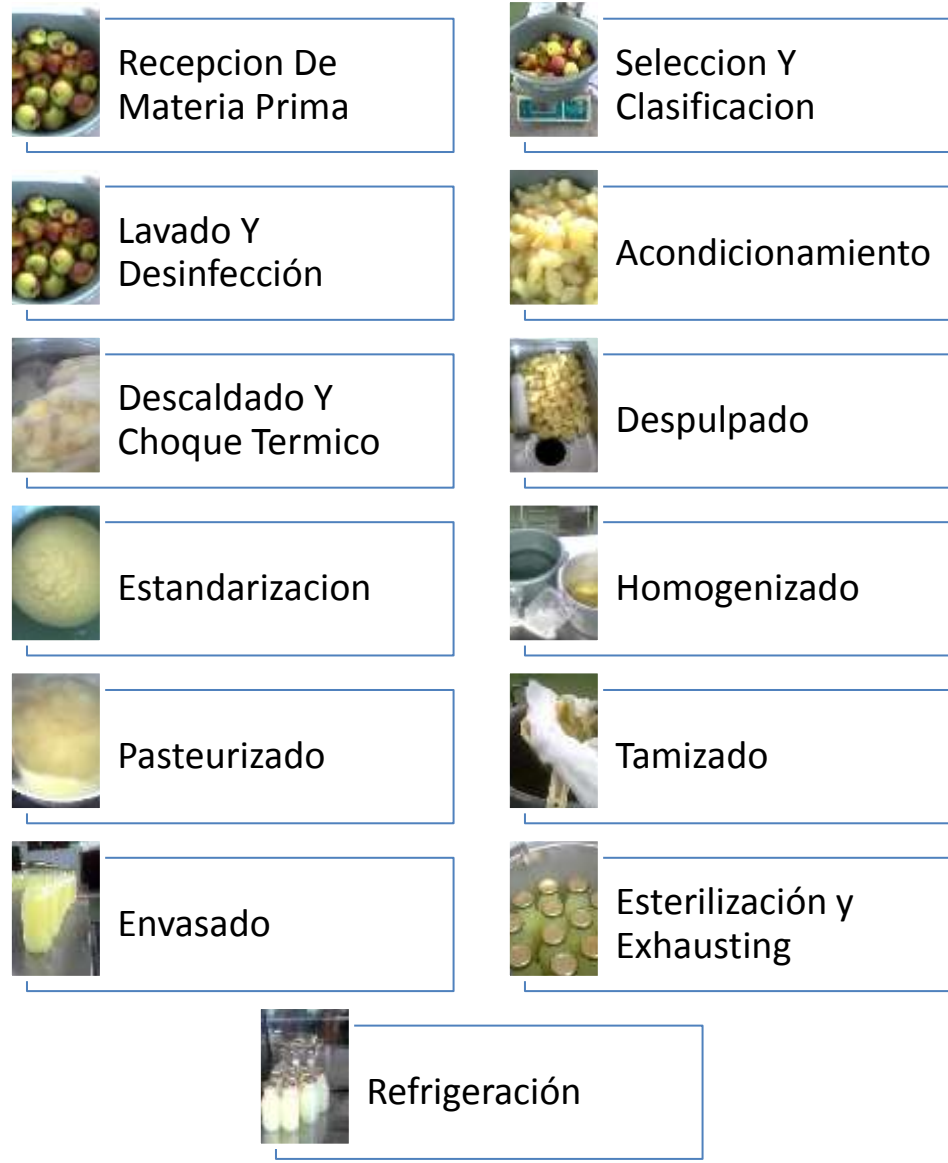 Recepcion De
Materia Prima
Seleccion Y
Clasificacion
Lavado Y
Desinfección
Acondicionamiento
Descaldado Y
Choque Termico
Despulpado
Estandarizacion
Homogenizado
Pasteurizado
Tamizado
Envasado
Esterilización y
Exhausting
Refrigeración